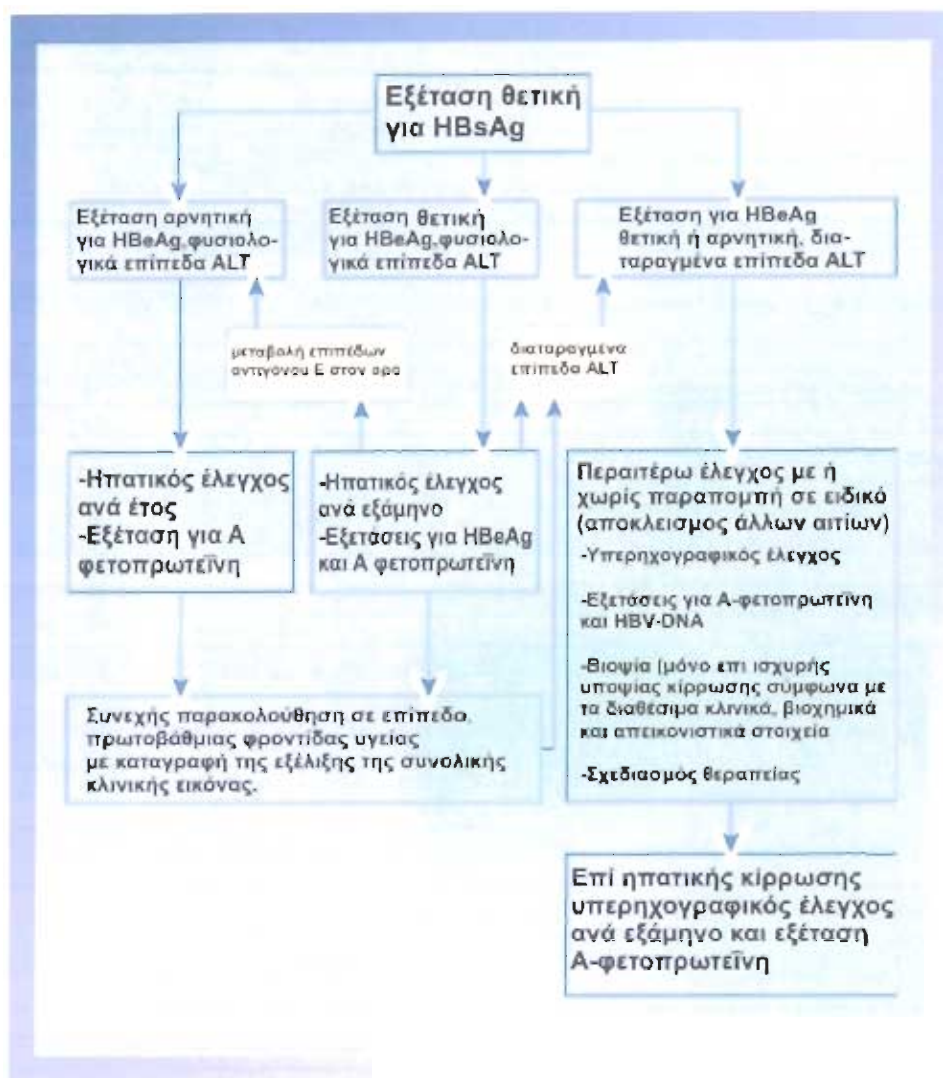 Εξέταση θετική
για HBsAg
Εξέταση αρνητική
για HBeAg,φυσιολο-
γικά επίπεδα ALT
Εξέταση θετική
για HBeAg,φυσιολο-
γικά επίπεδα ALT
Εξέταση για HBeAg
θετική ή αρνητική, δια-
ταραγμένα επίπεδα ALT
μεταβολή επιπέδων
αντιγόνου Ε στον ορο
διαταραγμένα
επίπεδα ALT
-Ηπατικός έλεγχος
ανά έτος
-Εξέταση για Α
φετοπρωτεΐνη
-Ηπατικός έλεγχος
ανά εξάμηνο
-Εξετάσεις για HBeAg
και Α φετοπρωτεΐνη
Περαιτέρω έλεγχος με ή
χωρίς παραπομπή σε ειδικό
(αποκλεισμος άλλων αιτίων)
-Υπερηχογραφικός έλεγχος
-Εξετάσεις για Α-φετοπρωτεΐνη
και HBV-DNA
-Βιοψία (μόνο επι ισχυρής
υποψίας κίρρωσης σύμφωνα με
τα διαθέσιμα κλινικά, βιοχημικά
και απεικονιστικά στοιχεία
-Σχεδιασμός θεραπείας
Συνεχής παρακολούθηση σε επίπεδο,
πρωτοβάθμιας φροντίδας υγείας
με καταγραφή της εξέλιξης της συνολικής
κλινικής εικόνας.
Επί ηπατικής κίρρωσης
υπερηχογραφικός έλεγχος
ανά εξάμηνο και εξέταση
Α-φετοπρωτεΐνη